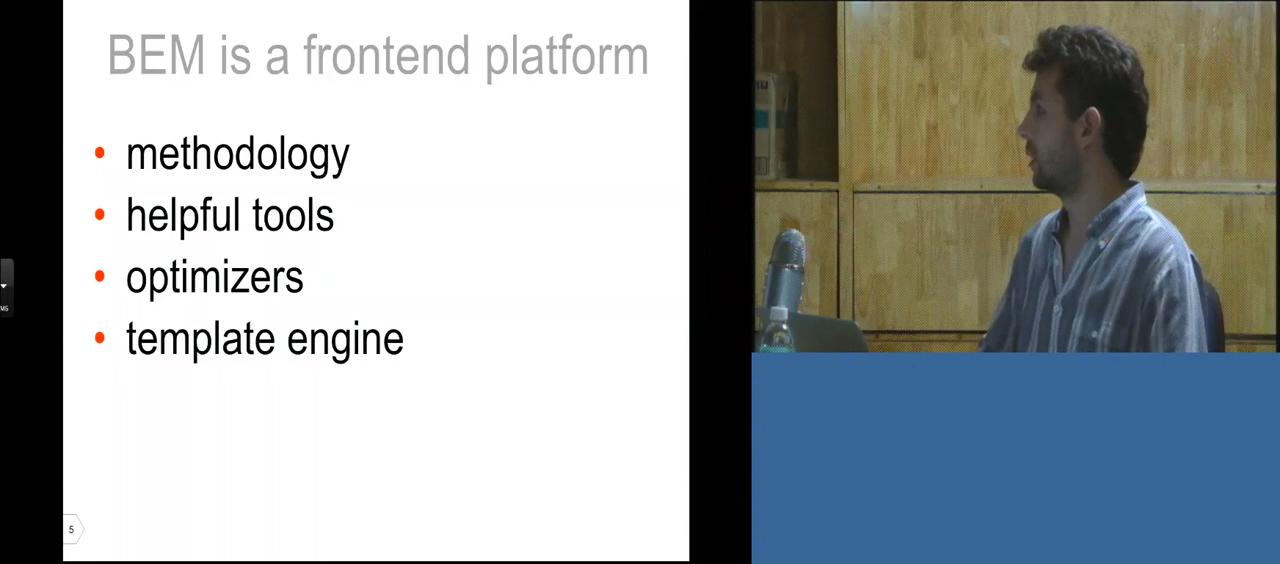 BEM is a frontend platform
• methodology
• helpful tools
• optimizers
• template engine
5